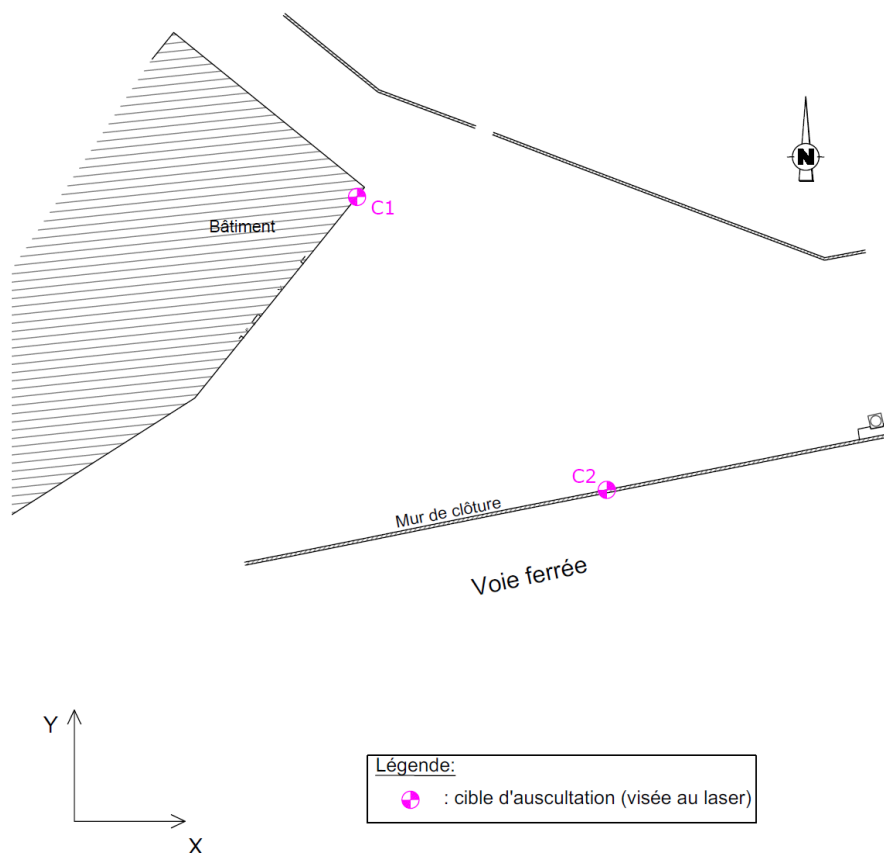 N
C1
Bâtiment
C2
Mur de clôture
Voie ferrée
Y
X
Légende:
: cible d'auscultation (visée au laser)